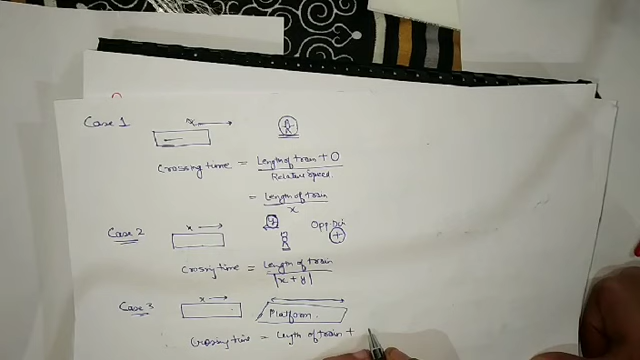 Case 1
x
Crossing time = Length of train + 0
Relative speed.
= Length of train
x
Case 2
x
y
Opp. Dch
+
Crossing time = Length of train
|x + y|
Case 3
x
Platform.
Crossing time = Length of train +